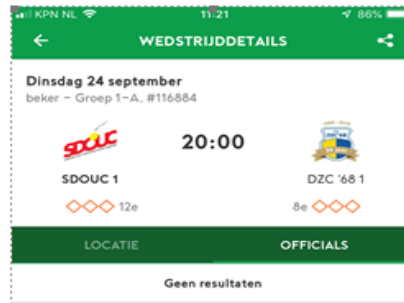 KPN NL 11:21 86%
WEDSTRIJDDETAILS
Dinsdag 24 september
beker - Groep 1-A, #116884
sdouc
20:00
SDOUC 1 DZC '68 1
12e 8e
LOCATIE OFFICIALS
Geen resultaten